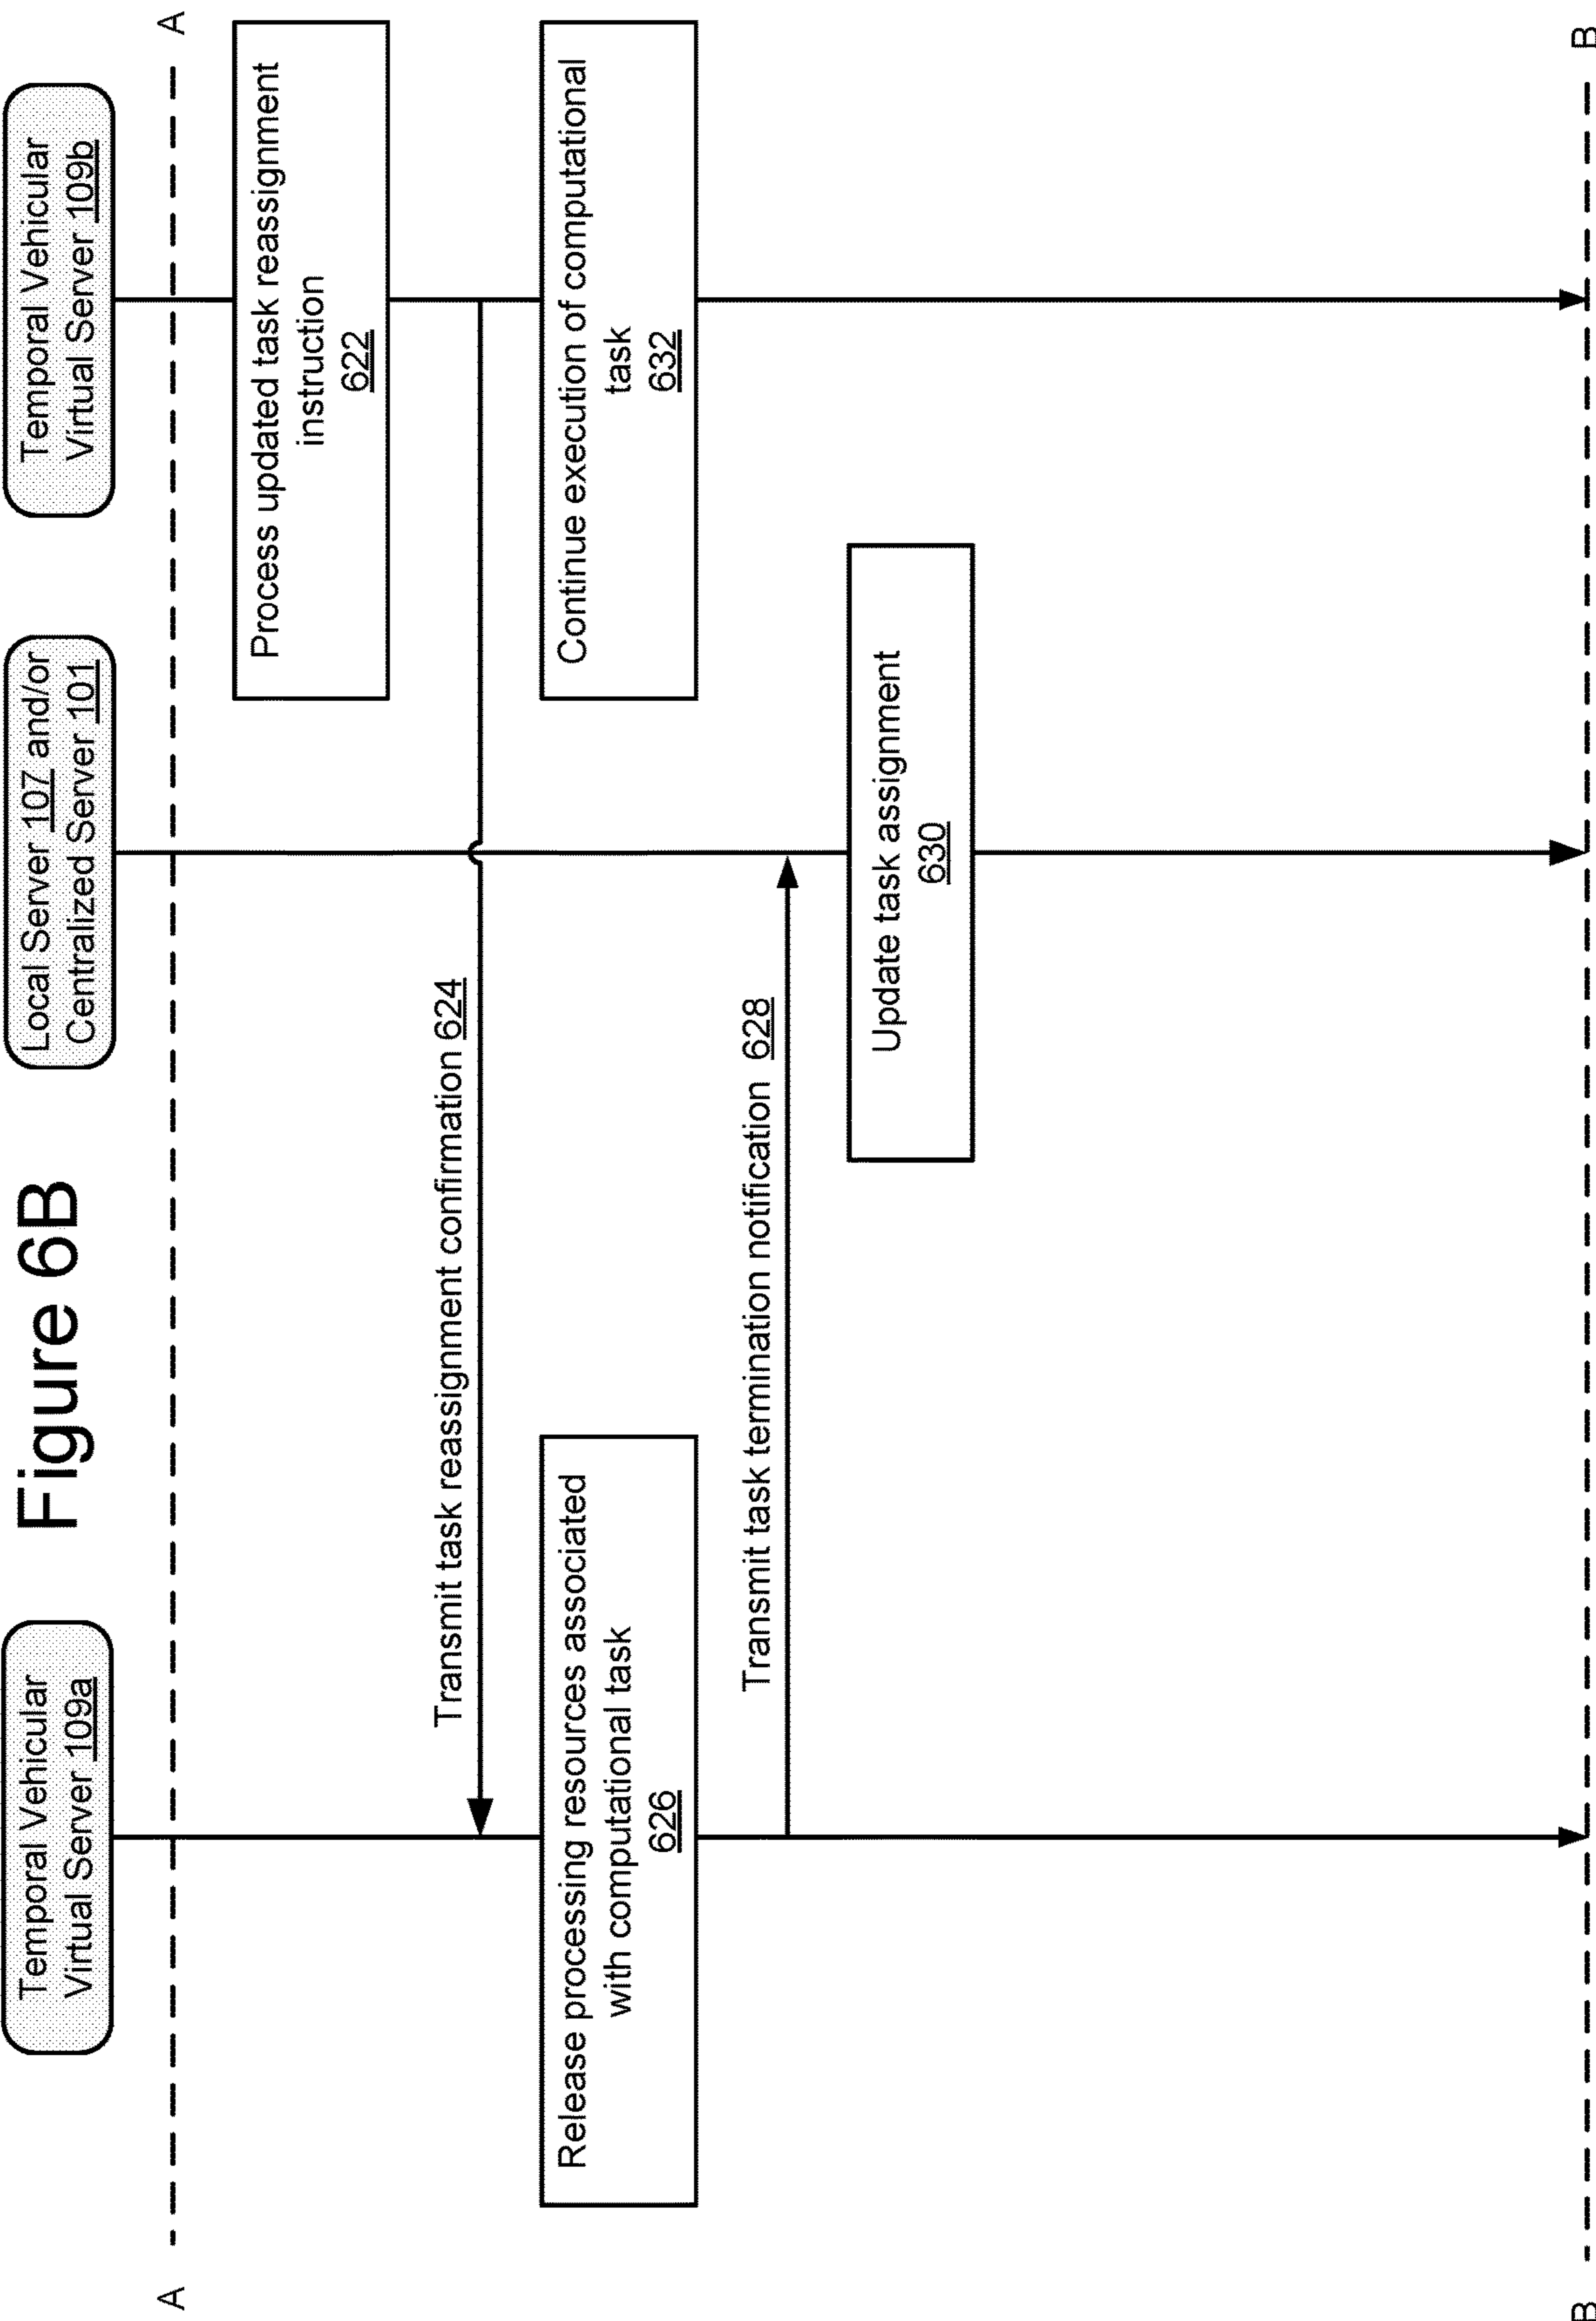 Figure 6B
Temporal Vehicular
Virtual Server 109a
Local Server 107 and/or
Centralized Server 101
Temporal Vehicular
Virtual Server 109b
A
A
Process updated task reassignment
instruction
622
Transmit task reassignment confirmation 624
Release processing resources associated
with computational task
626
Continue execution of computational
task
632
Transmit task termination notification 628
Update task assignment
630
B
B